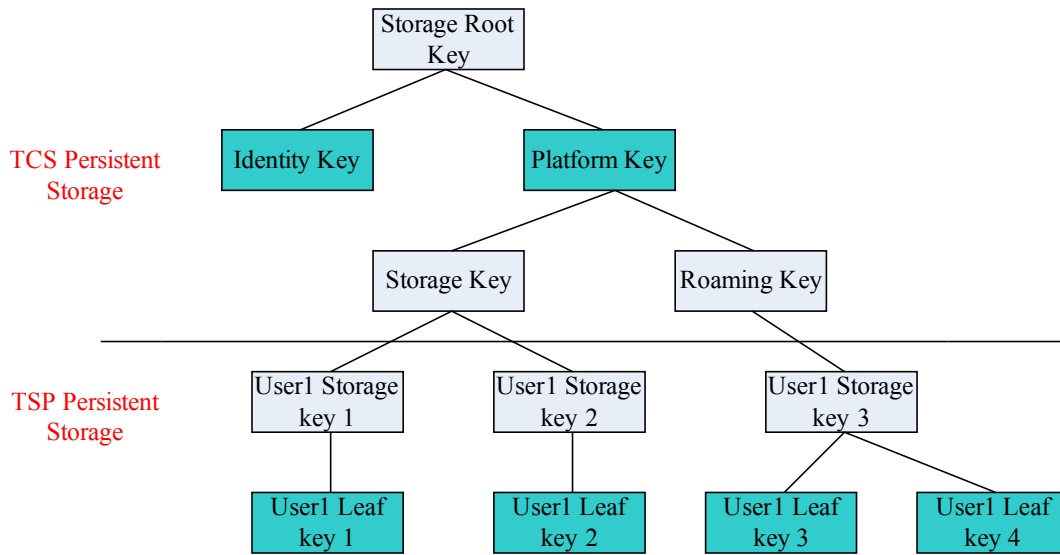 Storage Root
Key
Identity Key
Platform Key
TCS Persistent
Storage
Storage Key
Roaming Key
TSP Persistent
Storage
User1 Storage
key 1
User1 Storage
key 2
User1 Storage
key 3
User1 Leaf
key 1
User1 Leaf
key 2
User1 Leaf
key 3
User1 Leaf
key 4